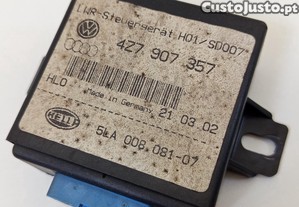 CustoJusto.pt
LWR-Steuergerät H01/SD007
4Z7 907 357
HLO
Made in Germany
21 03.02
HELLA
5LA 008 081-07